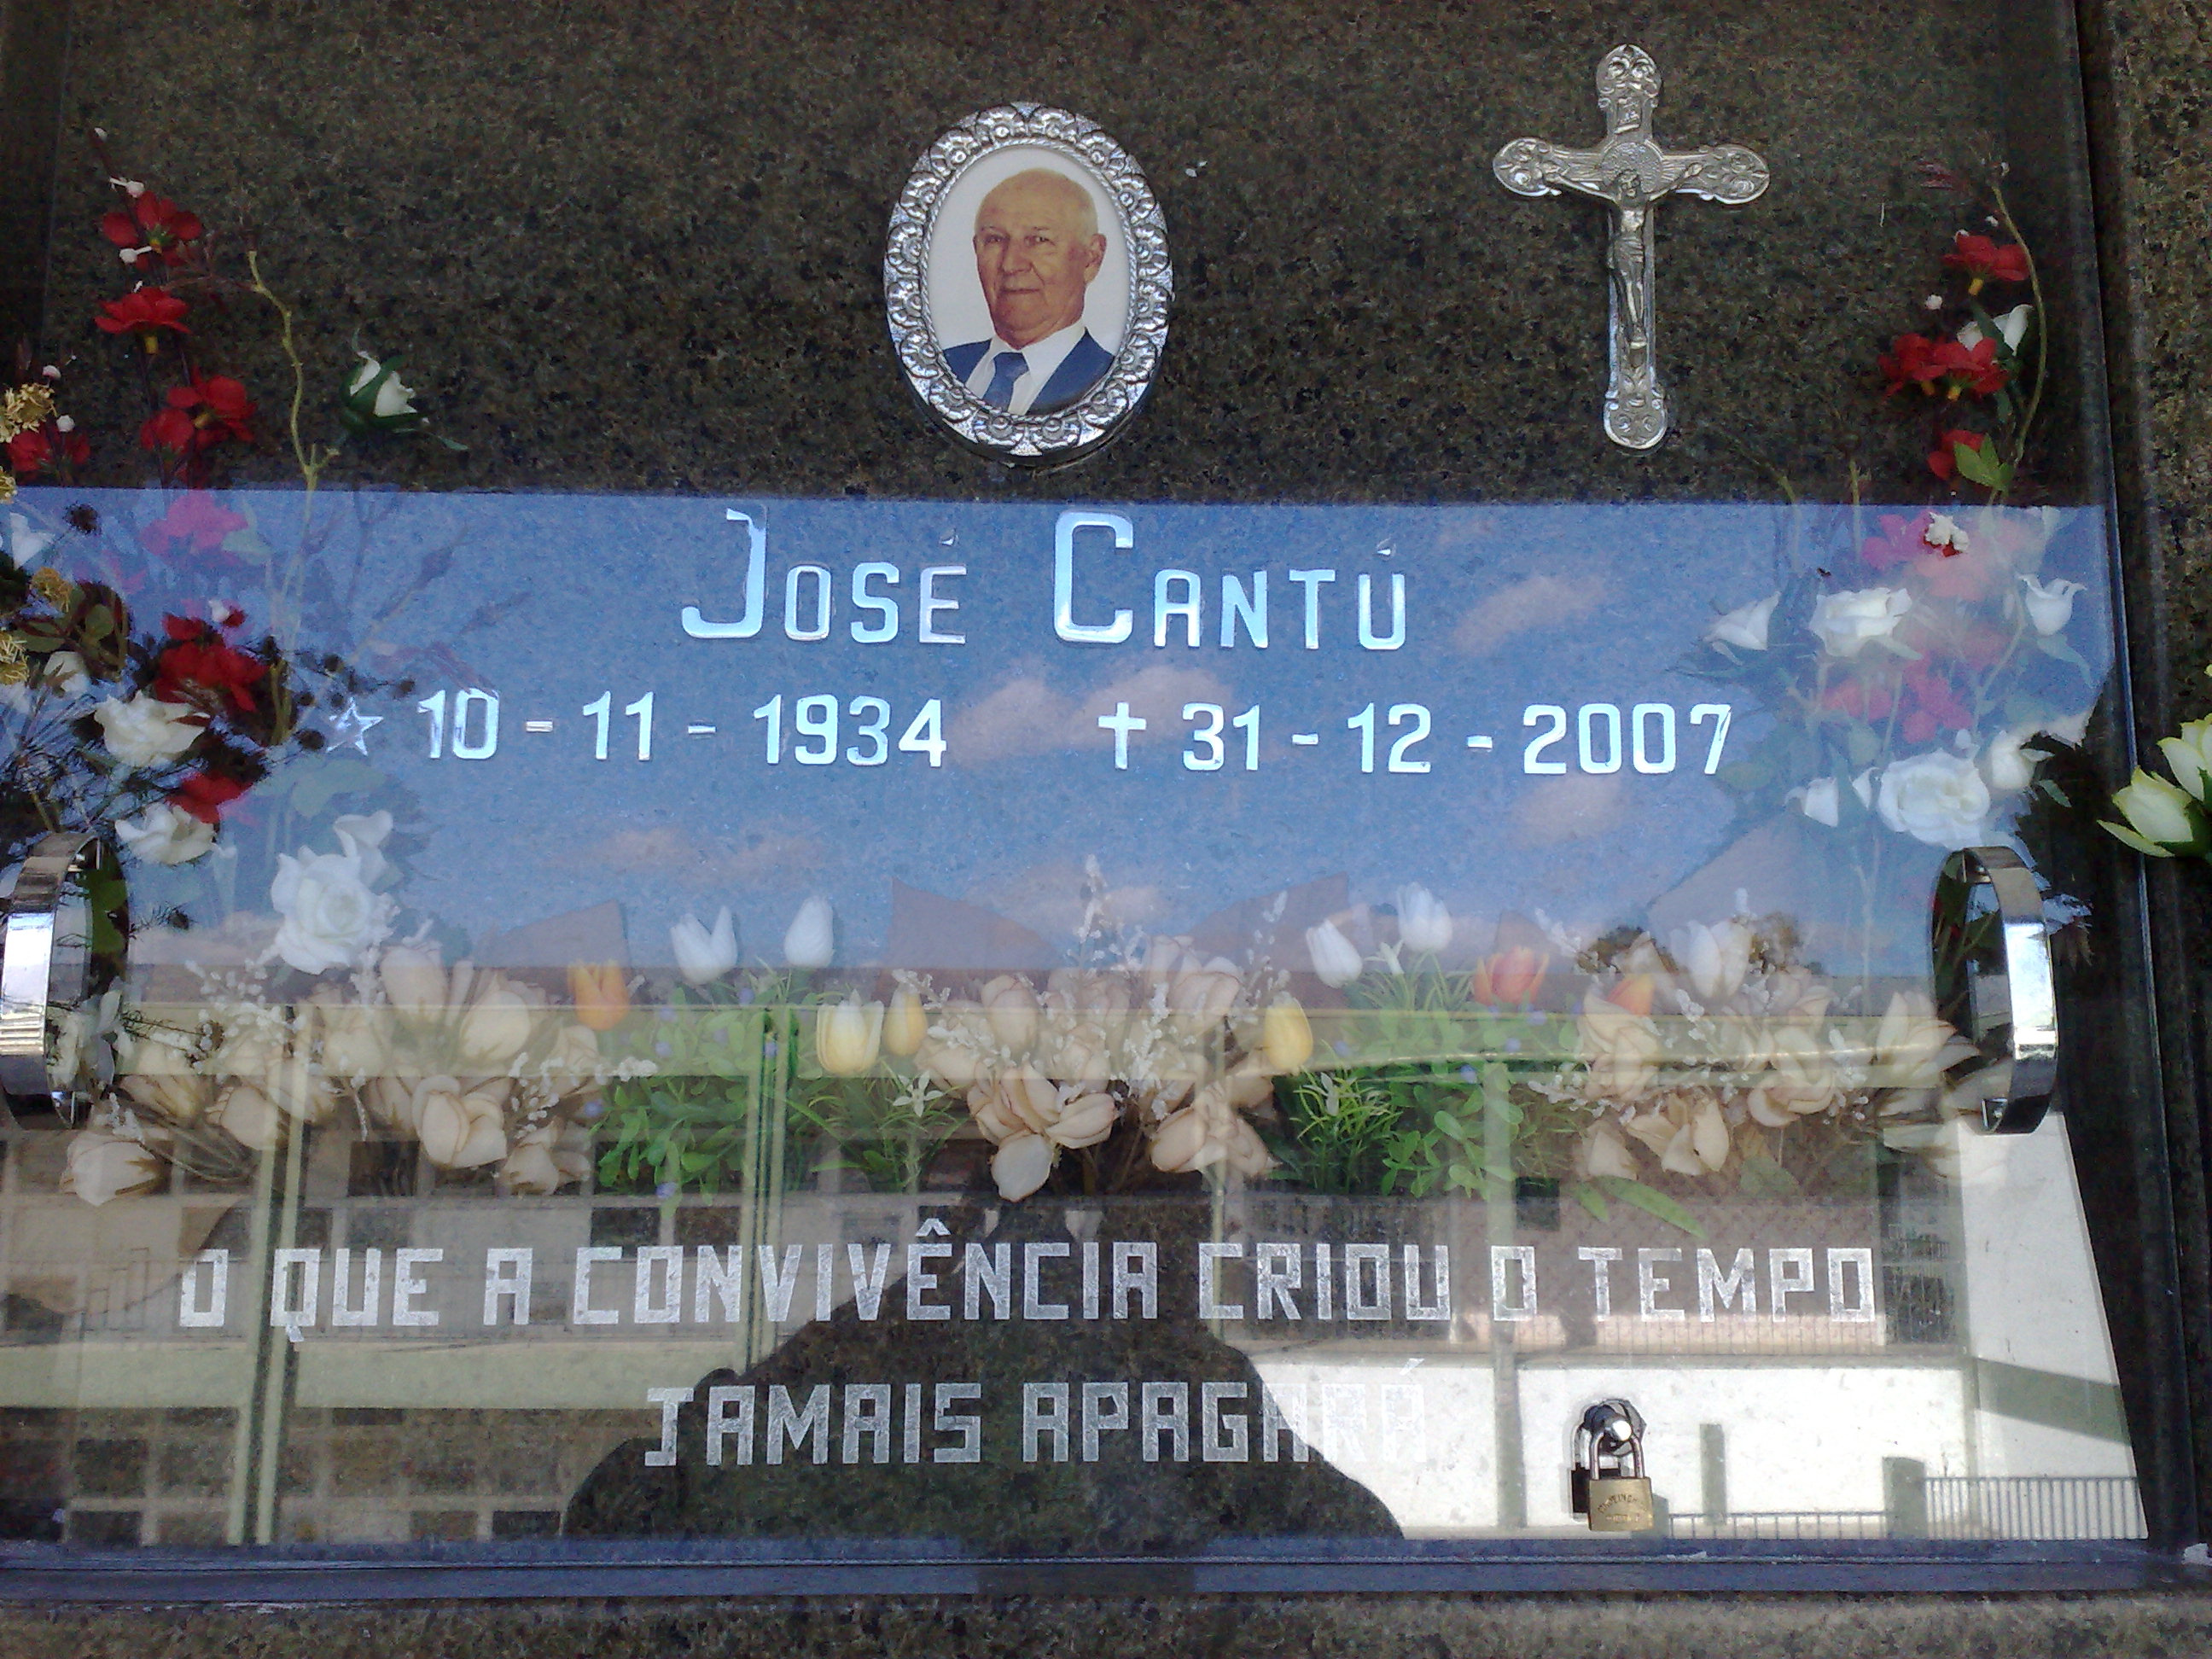 JOSÉ CANTÚ
☆ 10-11-1934 ✝ 31-12-2007
O QUE A CONVIVÊNCIA CRIOU O TEMPO
JAMAIS APAGARÁ